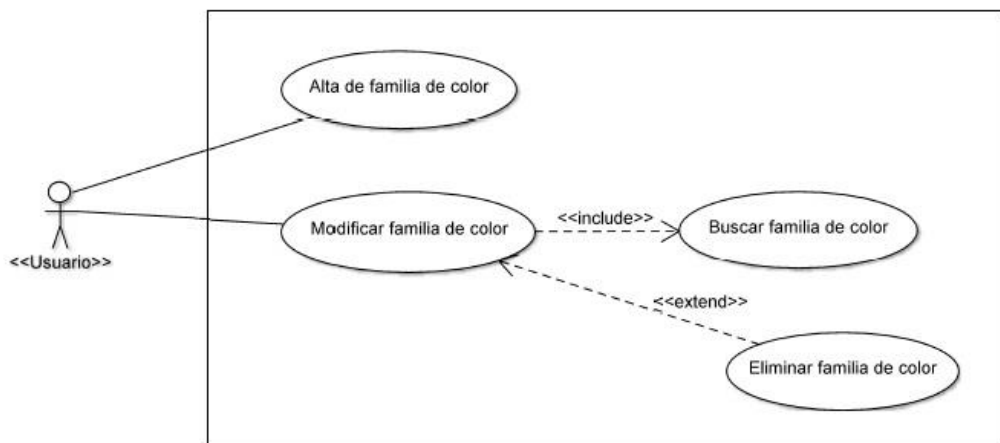 Alta de familia de color
Modificar familia de color
<<include>>
Buscar familia de color
<<Usuario>>
<<extend>>
Eliminar familia de color